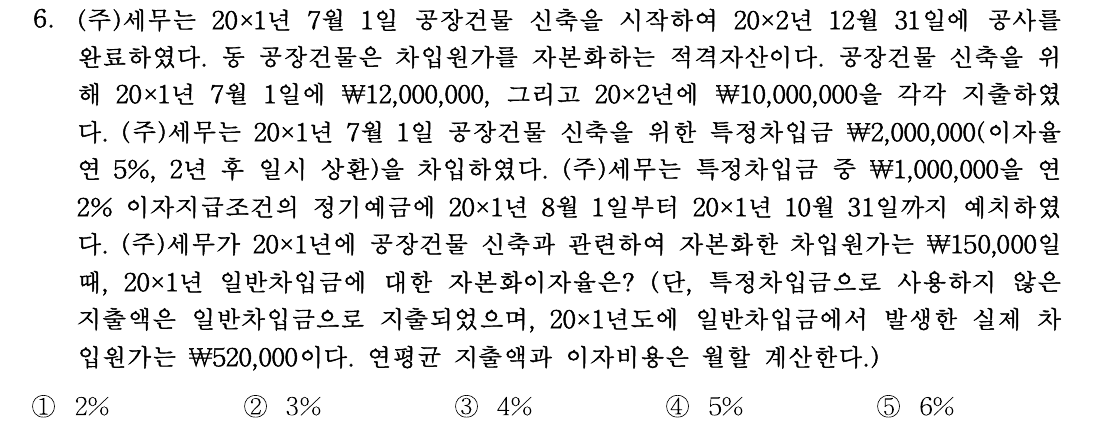 6. (주)세무는 20×1년 7월 1일 공장건물 신축을 시작하여 20×2년 12월 31일에 공사를
완료하였다. 동 공장건물은 차입원가를 자본화하는 적격자산이다. 공장건물 신축을 위
해 20×1년 7월 1일에 ₩12,000,000, 그리고 20×2년에 ₩10,000,000을 각각 지출하였
다. (주)세무는 20×1년 7월 1일 공장건물 신축을 위한 특정차입금 ₩2,000,000(이자율
연 5%, 2년 후 일시 상환)을 차입하였다. (주)세무는 특정차입금 중 ₩1,000,000을 연
2% 이자지급조건의 정기예금에 20×1년 8월 1일부터 20×1년 10월 31일까지 예치하였
다. (주)세무가 20×1년에 공장건물 신축과 관련하여 자본화한 차입원가는 ₩150,000일
때, 20×1년 일반차입금에 대한 자본화이자율은? (단, 특정차입금으로 사용하지 않은
지출액은 일반차입금으로 지출되었으며, 20×1년도에 일반차입금에서 발생한 실제 차
입원가는 ₩520,000이다. 연평균 지출액과 이자비용은 월할 계산한다.)
① 2% ② 3% ③ 4% ④ 5% ⑤ 6%